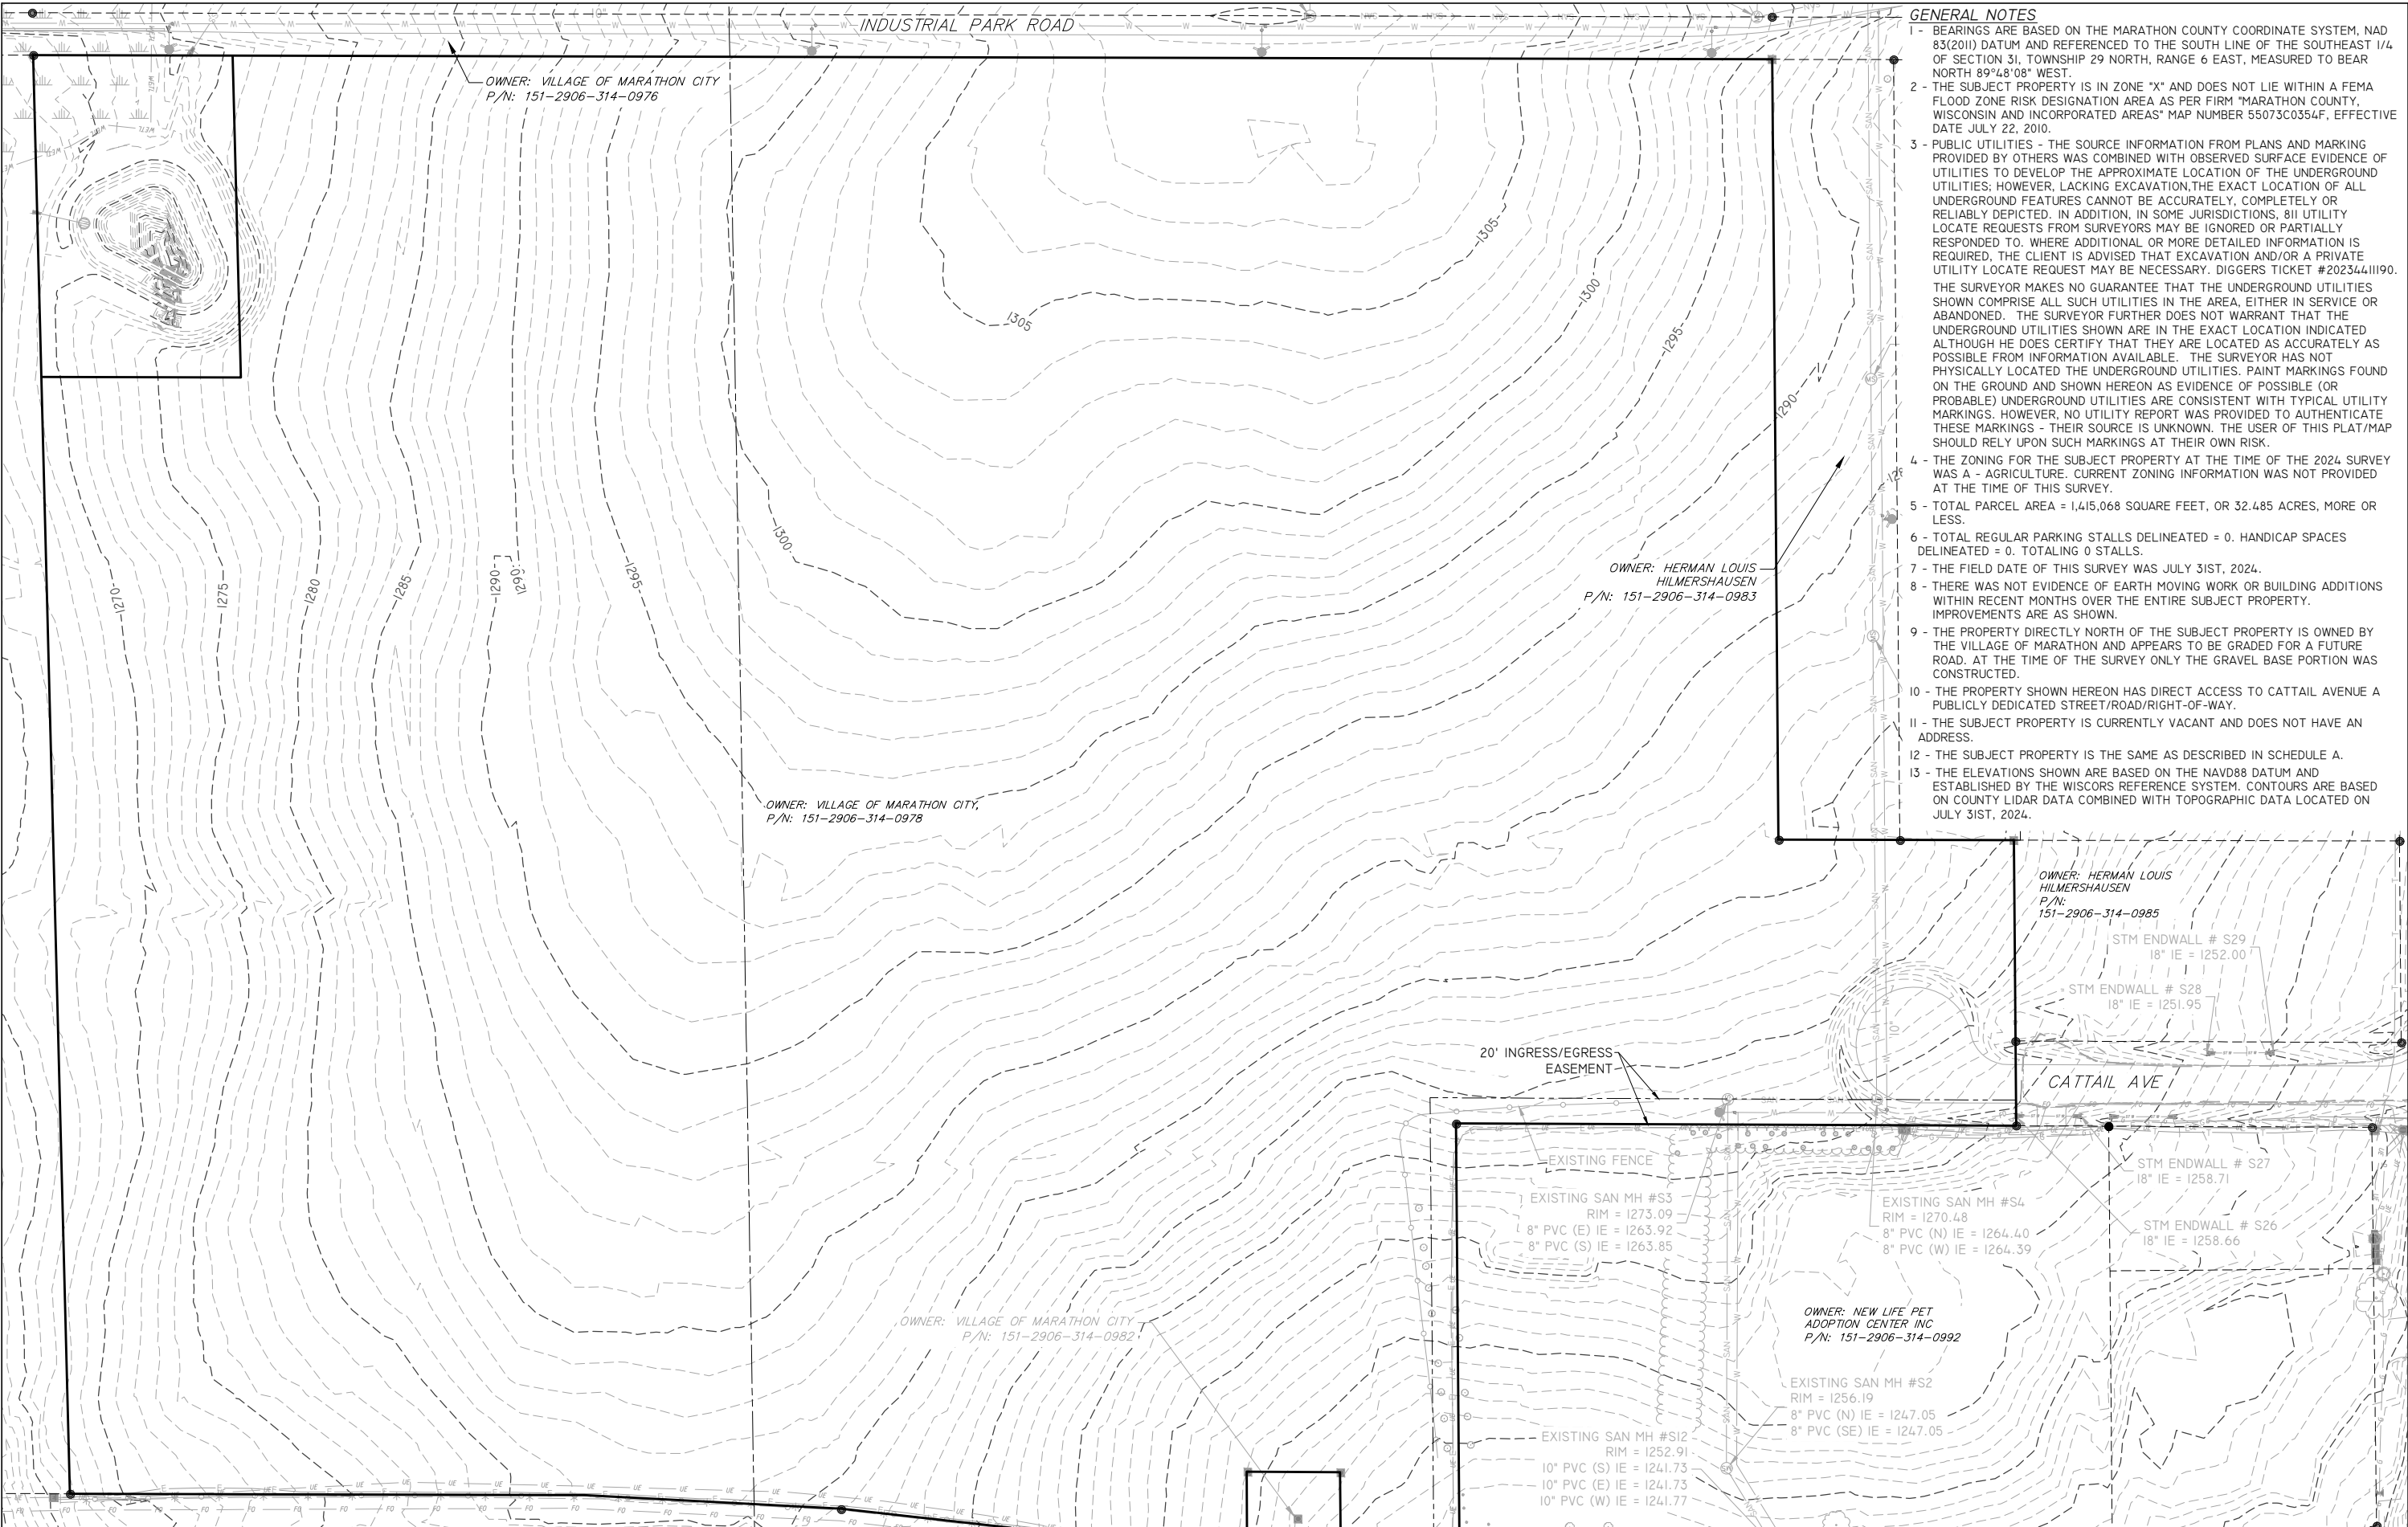 INDUSTRIAL PARK ROAD
OWNER: VILLAGE OF MARATHON CITY
P/N: 151-2906-314-0976
GENERAL NOTES
1 - BEARINGS ARE BASED ON THE MARATHON COUNTY COORDINATE SYSTEM, NAD
83(2011) DATUM AND REFERENCED TO THE SOUTH LINE OF THE SOUTHEAST 1/4
OF SECTION 31, TOWNSHIP 29 NORTH, RANGE 6 EAST, MEASURED TO BEAR
NORTH 89°48'08" WEST.
2 - THE SUBJECT PROPERTY IS IN ZONE "X" AND DOES NOT LIE WITHIN A FEMA
FLOOD ZONE RISK DESIGNATION AREA AS PER FIRM "MARATHON COUNTY,
WISCONSIN AND INCORPORATED AREAS" MAP NUMBER 55073C0354F, EFFECTIVE
DATE JULY 22, 2010.
3 - PUBLIC UTILITIES - THE SOURCE INFORMATION FROM PLANS AND MARKING
PROVIDED BY OTHERS WAS COMBINED WITH OBSERVED SURFACE EVIDENCE OF
UTILITIES TO DEVELOP THE APPROXIMATE LOCATION OF THE UNDERGROUND
UTILITIES; HOWEVER, LACKING EXCAVATION,THE EXACT LOCATION OF ALL
UNDERGROUND FEATURES CANNOT BE ACCURATELY, COMPLETELY OR
RELIABLY DEPICTED. IN ADDITION, IN SOME JURISDICTIONS, 811 UTILITY
LOCATE REQUESTS FROM SURVEYORS MAY BE IGNORED OR PARTIALLY
RESPONDED TO. WHERE ADDITIONAL OR MORE DETAILED INFORMATION IS
REQUIRED, THE CLIENT IS ADVISED THAT EXCAVATION AND/OR A PRIVATE
UTILITY LOCATE REQUEST MAY BE NECESSARY. DIGGERS TICKET #20234411190.
THE SURVEYOR MAKES NO GUARANTEE THAT THE UNDERGROUND UTILITIES
SHOWN COMPRISE ALL SUCH UTILITIES IN THE AREA, EITHER IN SERVICE OR
ABANDONED. THE SURVEYOR FURTHER DOES NOT WARRANT THAT THE
UNDERGROUND UTILITIES SHOWN ARE IN THE EXACT LOCATION INDICATED
ALTHOUGH HE DOES CERTIFY THAT THEY ARE LOCATED AS ACCURATELY AS
POSSIBLE FROM INFORMATION AVAILABLE. THE SURVEYOR HAS NOT
PHYSICALLY LOCATED THE UNDERGROUND UTILITIES. PAINT MARKINGS FOUND
ON THE GROUND AND SHOWN HEREON AS EVIDENCE OF POSSIBLE (OR
PROBABLE) UNDERGROUND UTILITIES ARE CONSISTENT WITH TYPICAL UTILITY
MARKINGS. HOWEVER, NO UTILITY REPORT WAS PROVIDED TO AUTHENTICATE
THESE MARKINGS - THEIR SOURCE IS UNKNOWN. THE USER OF THIS PLAT/MAP
SHOULD RELY UPON SUCH MARKINGS AT THEIR OWN RISK.
4 - THE ZONING FOR THE SUBJECT PROPERTY AT THE TIME OF THE 2024 SURVEY
WAS A - AGRICULTURE. CURRENT ZONING INFORMATION WAS NOT PROVIDED
AT THE TIME OF THIS SURVEY.
5 - TOTAL PARCEL AREA = 1,415,068 SQUARE FEET, OR 32.485 ACRES, MORE OR
LESS.
6 - TOTAL REGULAR PARKING STALLS DELINEATED = 0. HANDICAP SPACES
DELINEATED = 0. TOTALING 0 STALLS.
7 - THE FIELD DATE OF THIS SURVEY WAS JULY 31ST, 2024.
8 - THERE WAS NOT EVIDENCE OF EARTH MOVING WORK OR BUILDING ADDITIONS
WITHIN RECENT MONTHS OVER THE ENTIRE SUBJECT PROPERTY.
IMPROVEMENTS ARE AS SHOWN.
9 - THE PROPERTY DIRECTLY NORTH OF THE SUBJECT PROPERTY IS OWNED BY
THE VILLAGE OF MARATHON AND APPEARS TO BE GRADED FOR A FUTURE
ROAD. AT THE TIME OF THE SURVEY ONLY THE GRAVEL BASE PORTION WAS
CONSTRUCTED.
10 - THE PROPERTY SHOWN HEREON HAS DIRECT ACCESS TO CATTAIL AVENUE A
PUBLICLY DEDICATED STREET/ROAD/RIGHT-OF-WAY.
11 - THE SUBJECT PROPERTY IS CURRENTLY VACANT AND DOES NOT HAVE AN
ADDRESS.
12 - THE SUBJECT PROPERTY IS THE SAME AS DESCRIBED IN SCHEDULE A.
13 - THE ELEVATIONS SHOWN ARE BASED ON THE NAVD88 DATUM AND
ESTABLISHED BY THE WISCORS REFERENCE SYSTEM. CONTOURS ARE BASED
ON COUNTY LIDAR DATA COMBINED WITH TOPOGRAPHIC DATA LOCATED ON
JULY 31ST, 2024.
1305
1305
1300
1295
1290
1300
1295
1290
1290
1285
1280
1275
1270
OWNER: HERMAN LOUIS
HILMERSHAUSEN
P/N: 151-2906-314-0983
OWNER: VILLAGE OF MARATHON CITY,
P/N: 151-2906-314-0978
OWNER: HERMAN LOUIS
HILMERSHAUSEN
P/N:
151-2906-314-0985
STM ENDWALL # S29
18" IE = 1252.00
STM ENDWALL # S28
18" IE = 1251.95
20' INGRESS/EGRESS
EASEMENT
CATTAIL AVE
EXISTING FENCE
STM ENDWALL # S27
18" IE = 1258.71
EXISTING SAN MH #S3
RIM = 1273.09
8" PVC (E) IE = 1263.92
8" PVC (S) IE = 1263.85
EXISTING SAN MH #S4
RIM = 1270.48
8" PVC (N) IE = 1264.40
8" PVC (W) IE = 1264.39
STM ENDWALL # S26
18" IE = 1258.66
OWNER: VILLAGE OF MARATHON CITY
P/N: 151-2906-314-0982
OWNER: NEW LIFE PET
ADOPTION CENTER INC
P/N: 151-2906-314-0992
EXISTING SAN MH #S2
RIM = 1256.19
8" PVC (N) IE = 1247.05
8" PVC (SE) IE = 1247.05
EXISTING SAN MH #S12
RIM = 1252.91
10" PVC (S) IE = 1241.73
10" PVC (E) IE = 1241.73
10" PVC (W) IE = 1241.77